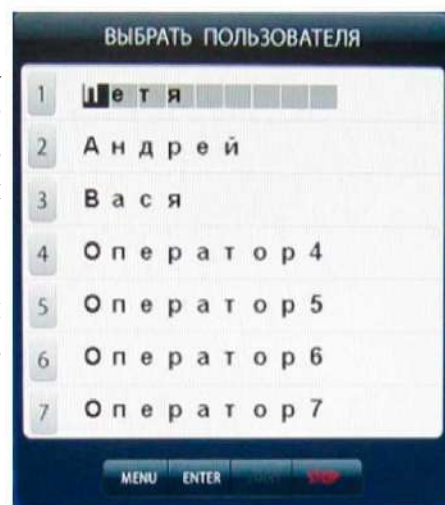 ВЫБРАТЬ ПОЛЬЗОВАТЕЛЯ
1 Петя
2 Андрей
3 Вася
4 Оператор4
5 Оператор5
6 Оператор6
7 Оператор7
MENU ENTER START STOP